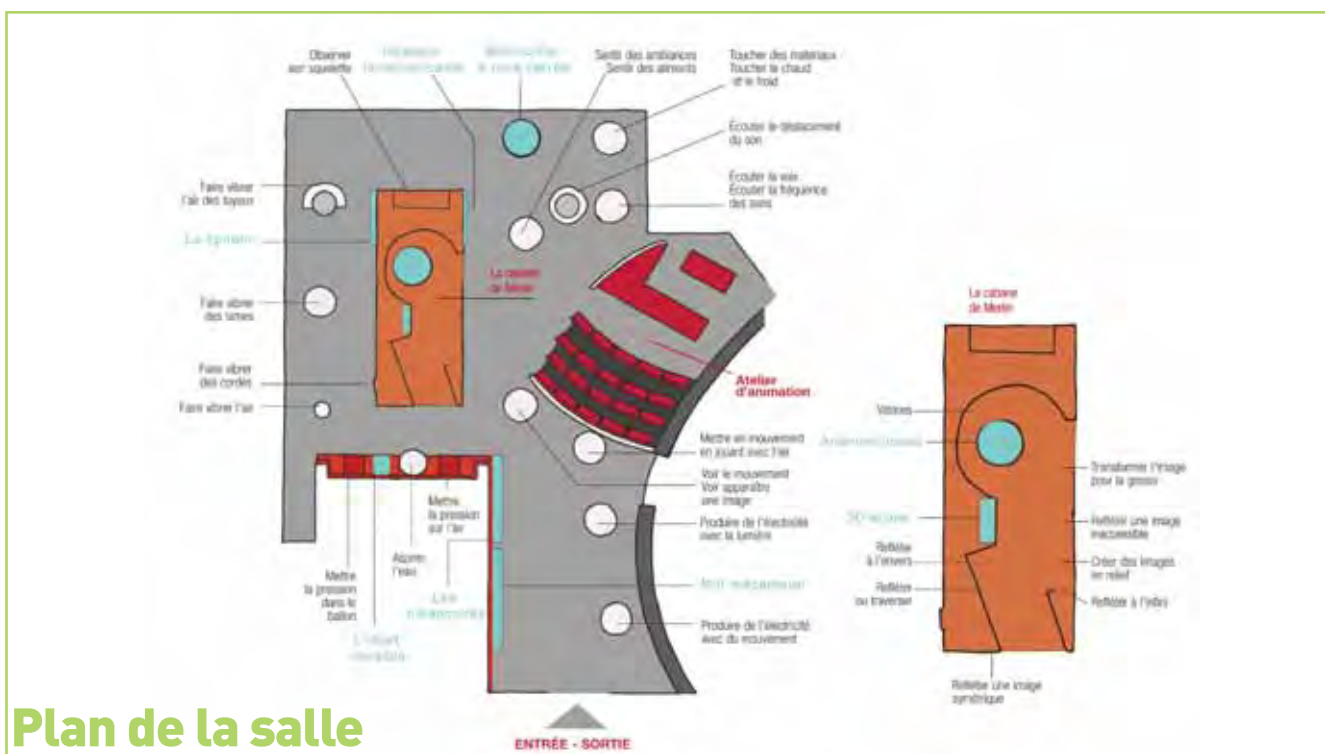 Observer
son squelette
Sentir des ambiances
Sentir des aliments
Toucher des matériaux
Toucher le chaud
et le froid
Écouter le déplacement
du son
Écouter la voix
Écouter la fréquence
des sons
Faire vibrer
l'air des tuyaux
La cabane
de Merlin
Faire vibrer
des lames
Faire vibrer
des cordes
Faire vibrer l'air
Atelier
d'animation
Mettre en mouvement
en jouant avec l'air
Voir le mouvement
Voir apparaître
une image
Produire de l'électricité
avec la lumière
Mettre
la pression
sur l'air
Aspirer
l'eau
Mettre
la pression
dans le
ballon
Produire de l'électricité
avec du mouvement
La cabane
de Merlin
Vitrines
Transformer l'image
pour la grossir
Refléter une image
inaccessible
Refléter
à l'envers
Créer des images
en relief
Refléter
ou traverser
Refléter à l'infini
Refléter une image
symétrique
Plan de la salle
ENTRÉE - SORTIE